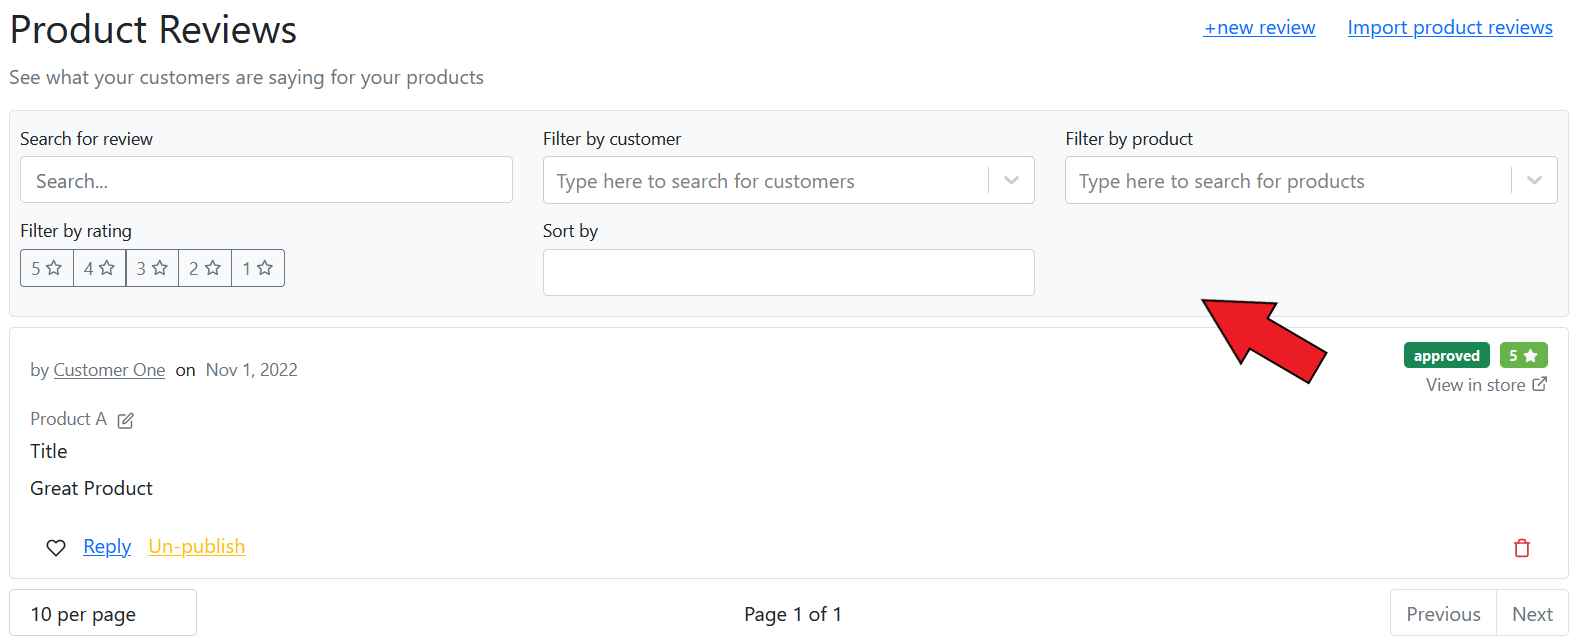 Product Reviews
+new review
Import product reviews
See what your customers are saying for your products
Search for review
Filter by customer
Filter by product
Search...
Type here to search for customers
Type here to search for products
Filter by rating
Sort by
5 4 3 2 1
by Customer One on Nov 1, 2022
approved
5
View in store
Product A
Title
Great Product
Reply
Un-publish
10 per page
Page 1 of 1
Previous
Next